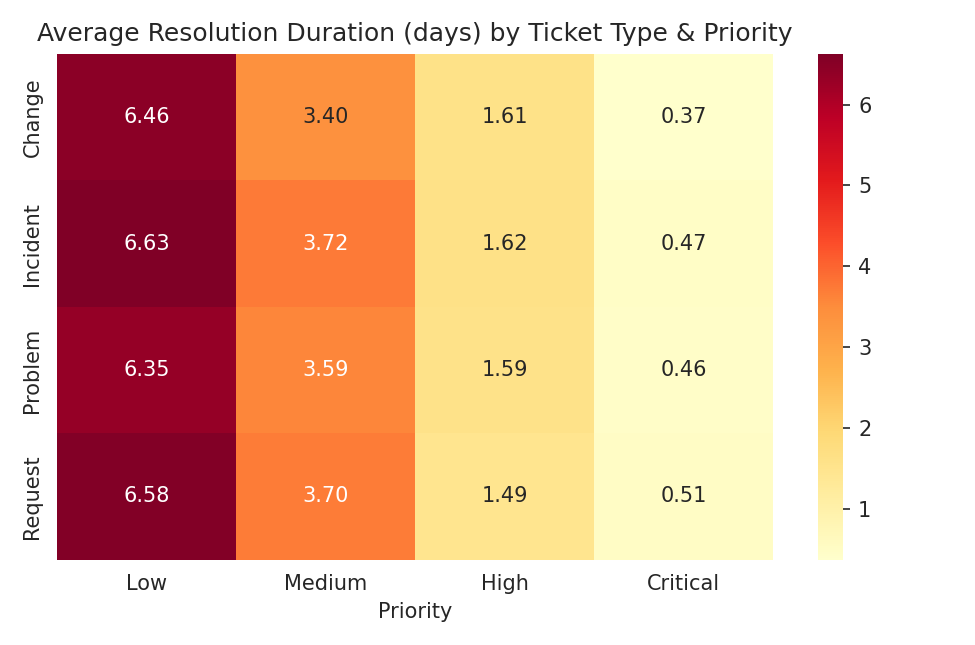 Average Resolution Duration (days) by Ticket Type & Priority
Change
6.46 3.40 1.61 0.37
Incident
6.63 3.72 1.62 0.47
Problem
6.35 3.59 1.59 0.46
Request
6.58 3.70 1.49 0.51
Low Medium High Critical
Priority
6
5
4
3
2
1